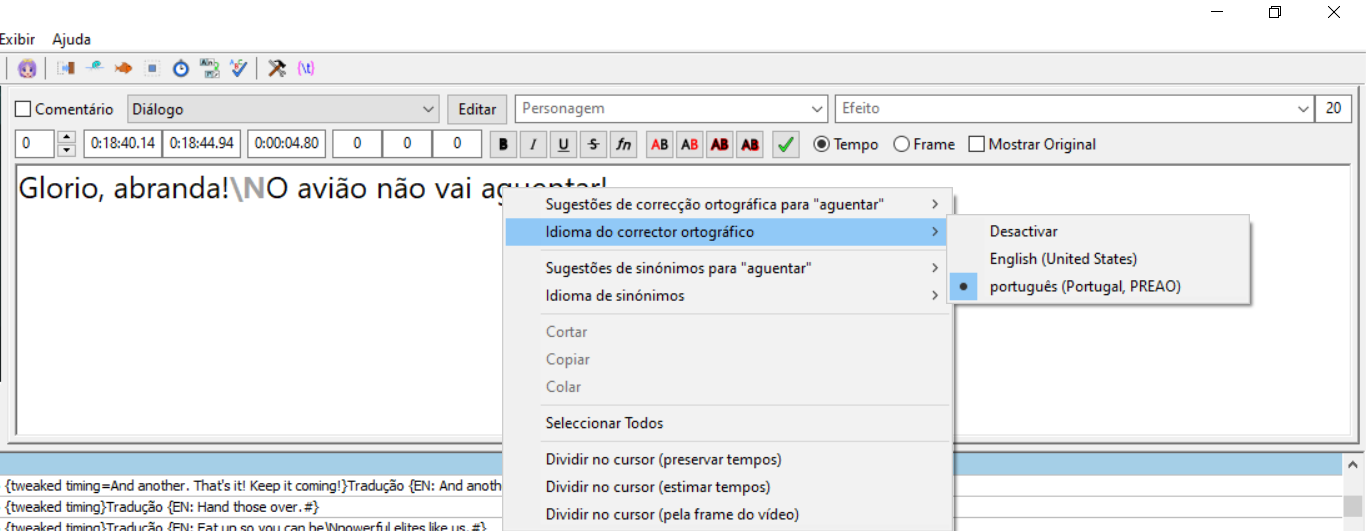 Exibir Ajuda
Comentário Diálogo Editar Personagem Efeito 20
0 0:18:40.14 0:18:44.94 0:00:04.80 0 0 0 B I U S fn AB AB AB AB Tempo Frame Mostrar Original
Glorio, abranda!\NO avião não vai aguentar!
Sugestões de correcção ortográfica para "aguentar"
Idioma do corrector ortográfico
Desactivar
English (United States)
português (Portugal, PREAO)
Sugestões de sinónimos para "aguentar"
Idioma de sinónimos
Cortar
Copiar
Colar
Seleccionar Todos
Dividir no cursor (preservar tempos)
Dividir no cursor (estimar tempos)
Dividir no cursor (pela frame do vídeo)
{tweaked timing=And another. That's it! Keep it coming!}Tradução {EN: And anoth
{tweaked timing}Tradução {EN: Hand those over.#}
{tweaked timing}Tradução {EN: Eat up so you can be\Npowerful elites like us.#}